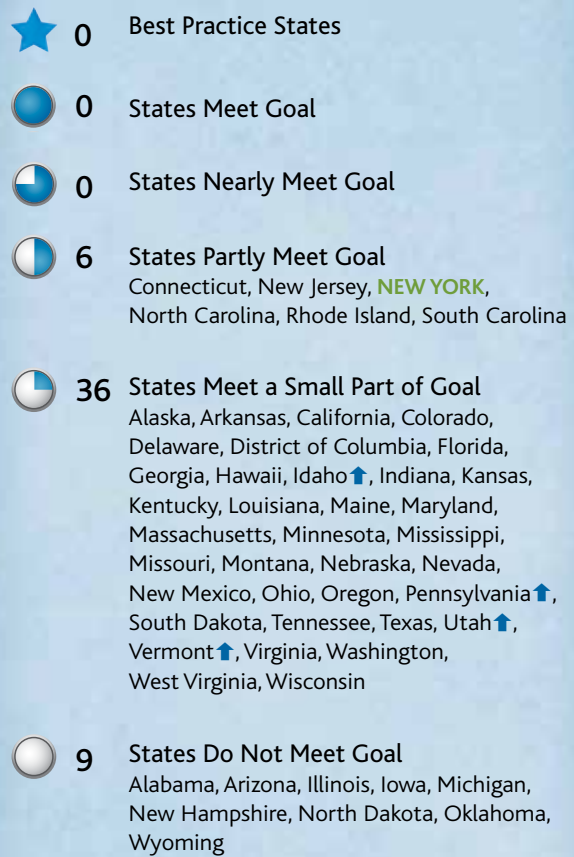 0 Best Practice States
0 States Meet Goal
0 States Nearly Meet Goal
6 States Partly Meet Goal
Connecticut, New Jersey, NEW YORK,
North Carolina, Rhode Island, South Carolina
36 States Meet a Small Part of Goal
Alaska, Arkansas, California, Colorado,
Delaware, District of Columbia, Florida,
Georgia, Hawaii, Idaho⬆, Indiana, Kansas,
Kentucky, Louisiana, Maine, Maryland,
Massachusetts, Minnesota, Mississippi,
Missouri, Montana, Nebraska, Nevada,
New Mexico, Ohio, Oregon, Pennsylvania⬆,
South Dakota, Tennessee, Texas, Utah⬆,
Vermont⬆, Virginia, Washington,
West Virginia, Wisconsin
9 States Do Not Meet Goal
Alabama, Arizona, Illinois, Iowa, Michigan,
New Hampshire, North Dakota, Oklahoma,
Wyoming